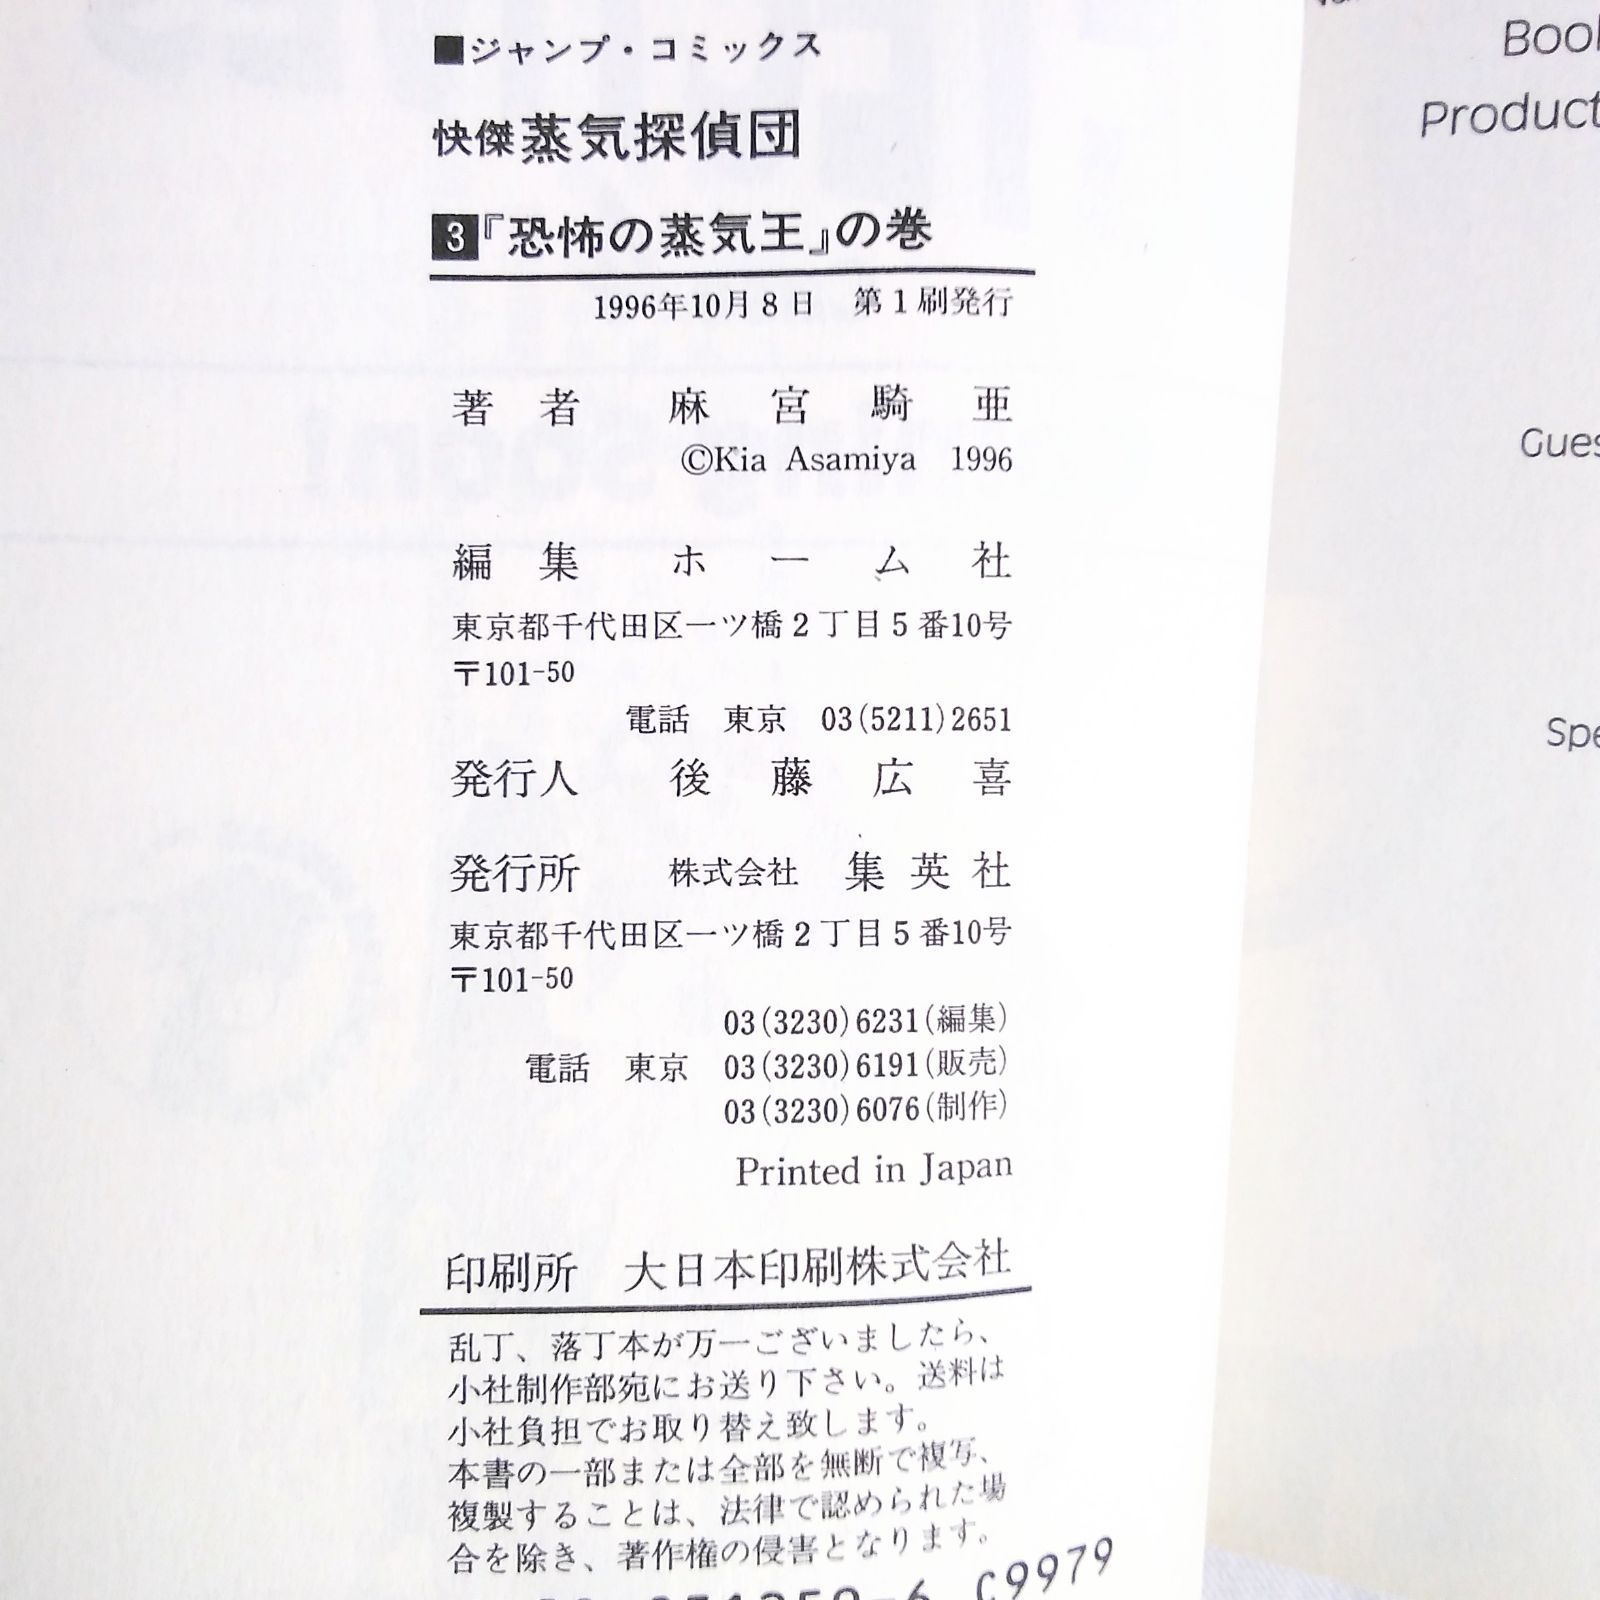 ■ジャンプ・コミックス
快傑 蒸気探偵団
3『恐怖の蒸気王』の巻
1996年10月8日 第1刷発行
著者 麻宮騎亜
©Kia Asamiya 1996
編集 ホーム社
東京都千代田区一ツ橋2丁目5番10号
〒101-50
電話 東京 03(5211)2651
発行人 後藤広喜
発行所 株式会社 集英社
東京都千代田区一ツ橋2丁目5番10号
〒101-50
03(3230)6231(編集)
電話 東京 03(3230)6191(販売)
03(3230)6076(制作)
Printed in Japan
印刷所 大日本印刷株式会社
乱丁、落丁本が万一ございましたら、
小社制作部宛にお送り下さい。送料は
小社負担でお取り替え致します。
本書の一部または全部を無断で複写、
複製することは、法律で認められた場
合を除き、著作権の侵害となります。
C9979